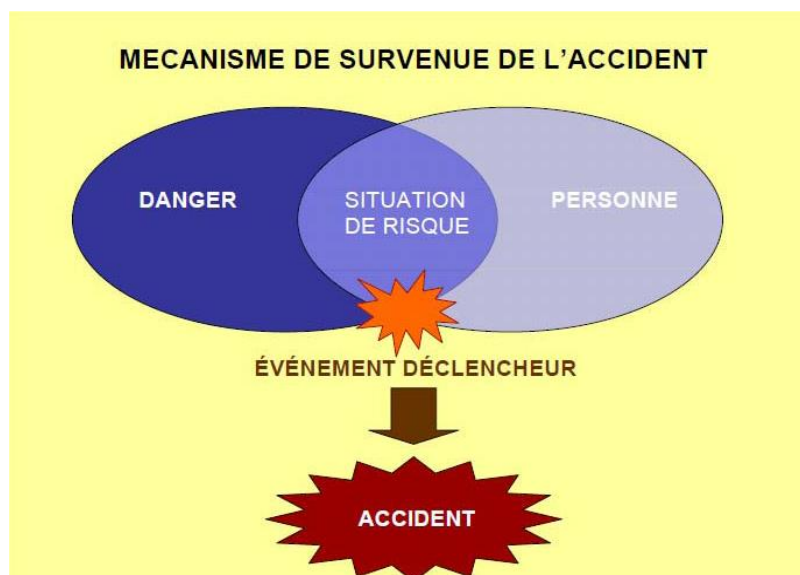 MECANISME DE SURVENUE DE L'ACCIDENT
DANGER
SITUATION
DE RISQUE
PERSONNE
ÉVÉNEMENT DÉCLENCHEUR
ACCIDENT